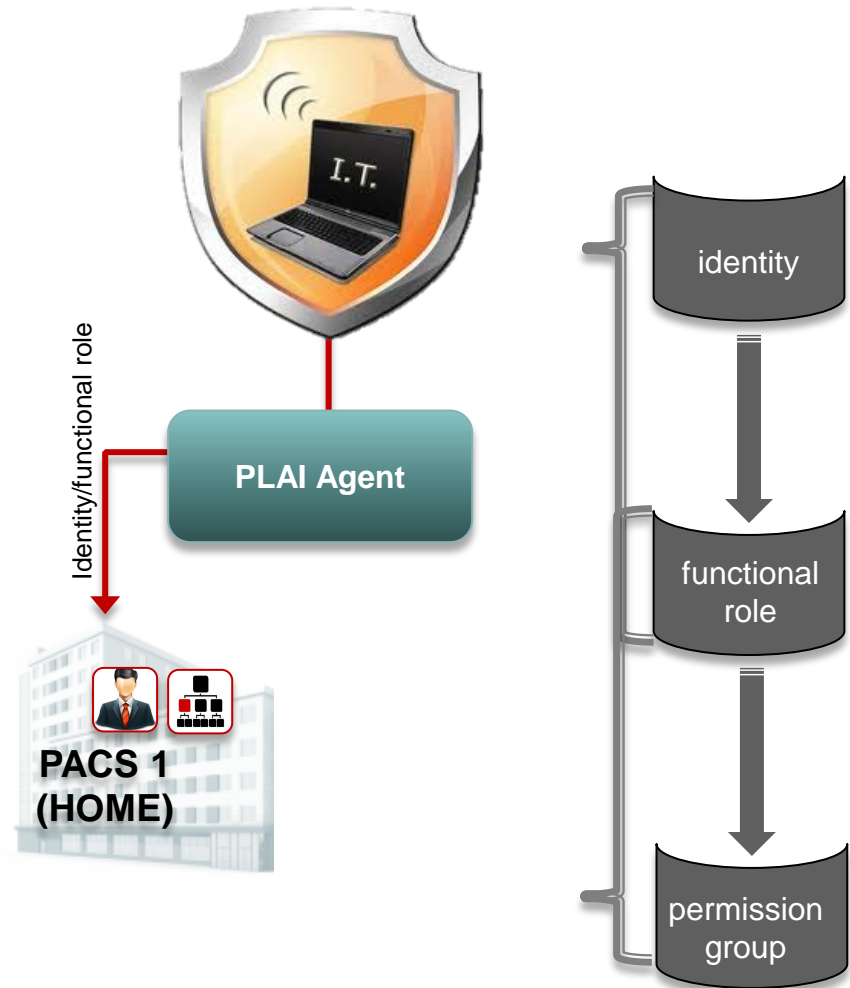 I.T.
identity
Identity/functional role
PLAI Agent
functional
role
PACS 1
(HOME)
permission
group